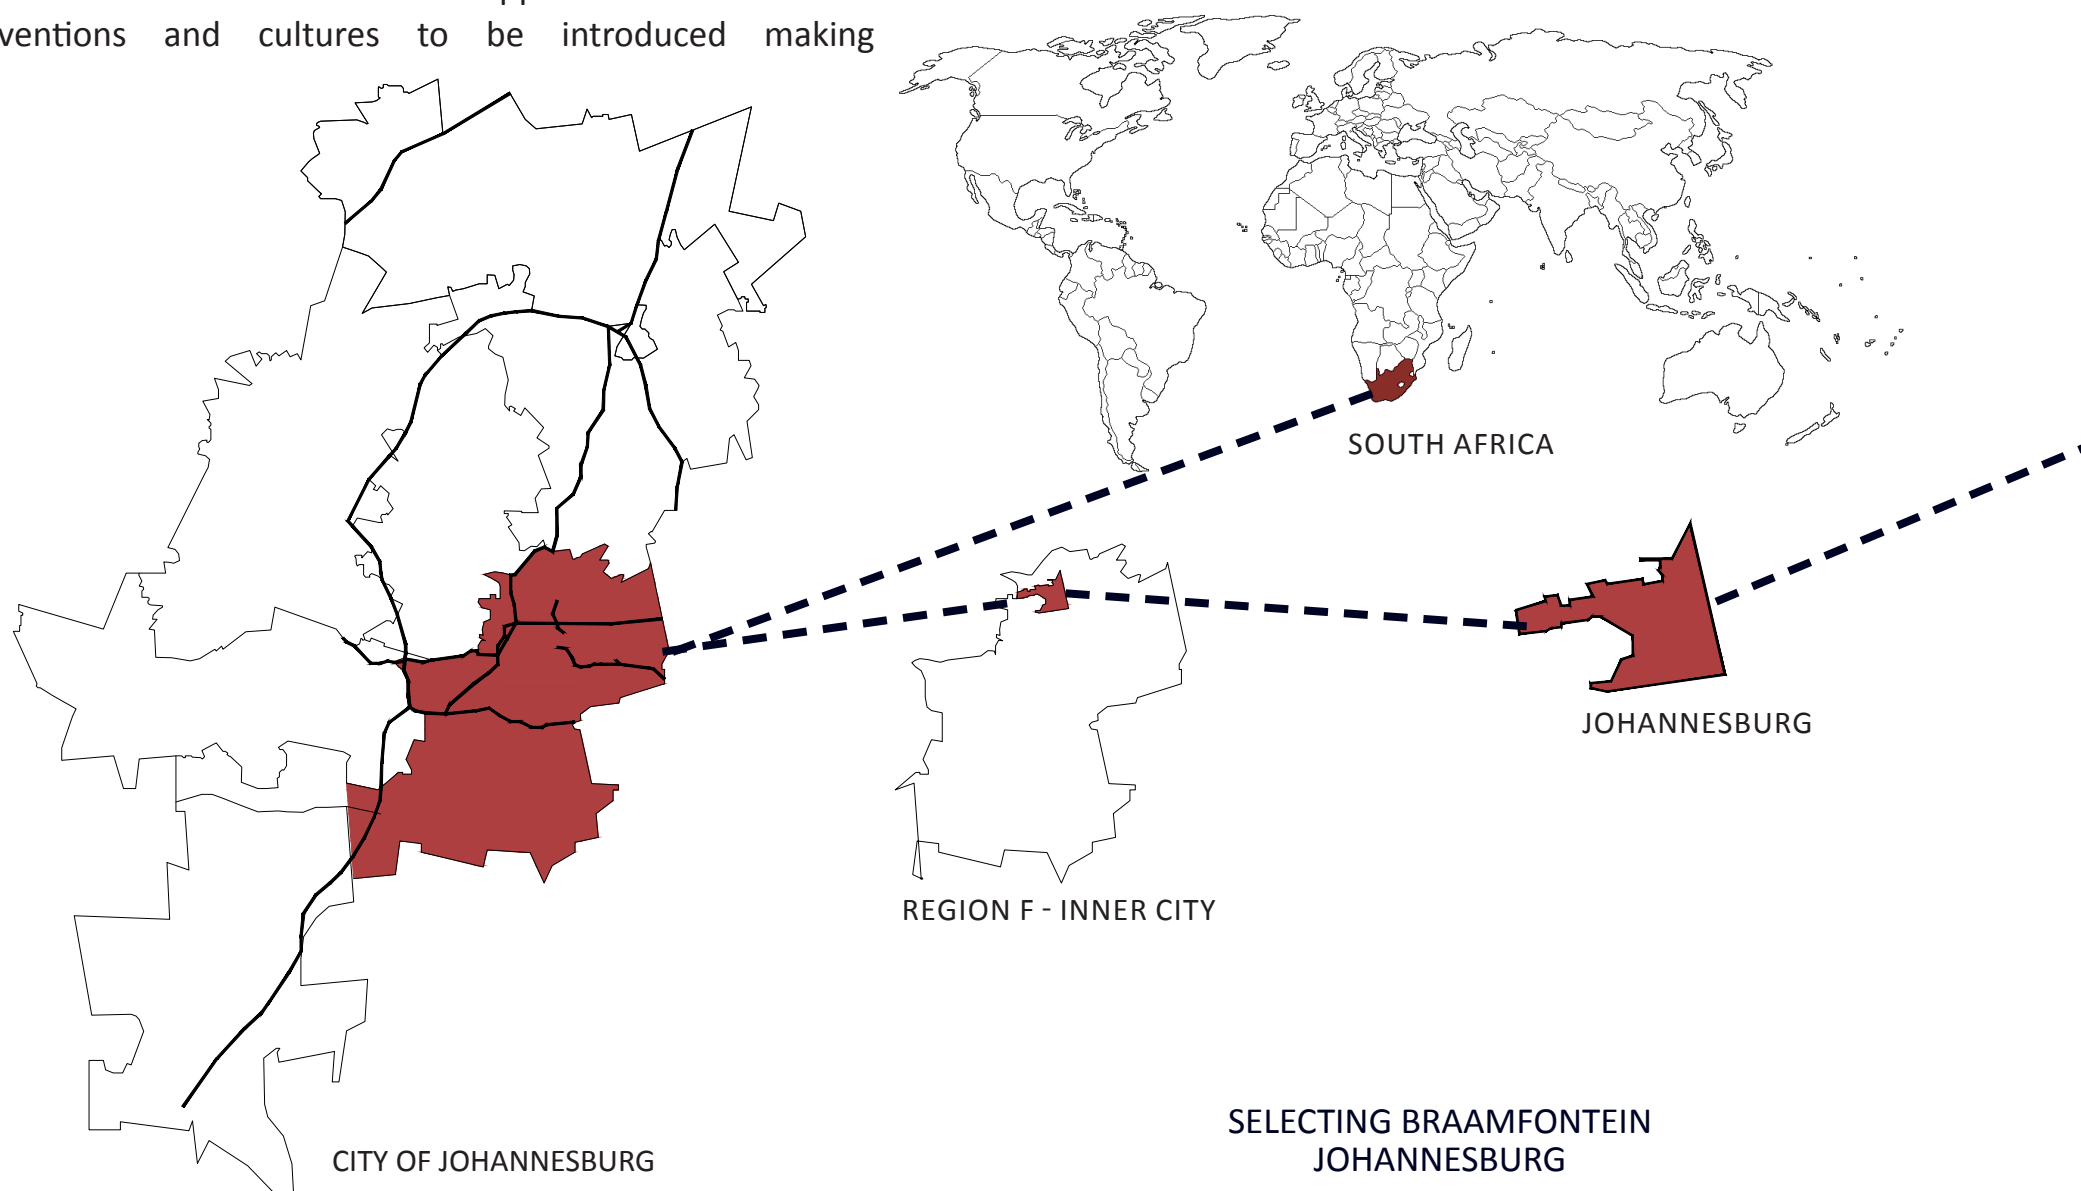 ventions and cultures to be introduced making
SOUTH AFRICA
JOHANNESBURG
REGION F - INNER CITY
CITY OF JOHANNESBURG
SELECTING BRAAMFONTEIN
JOHANNESBURG